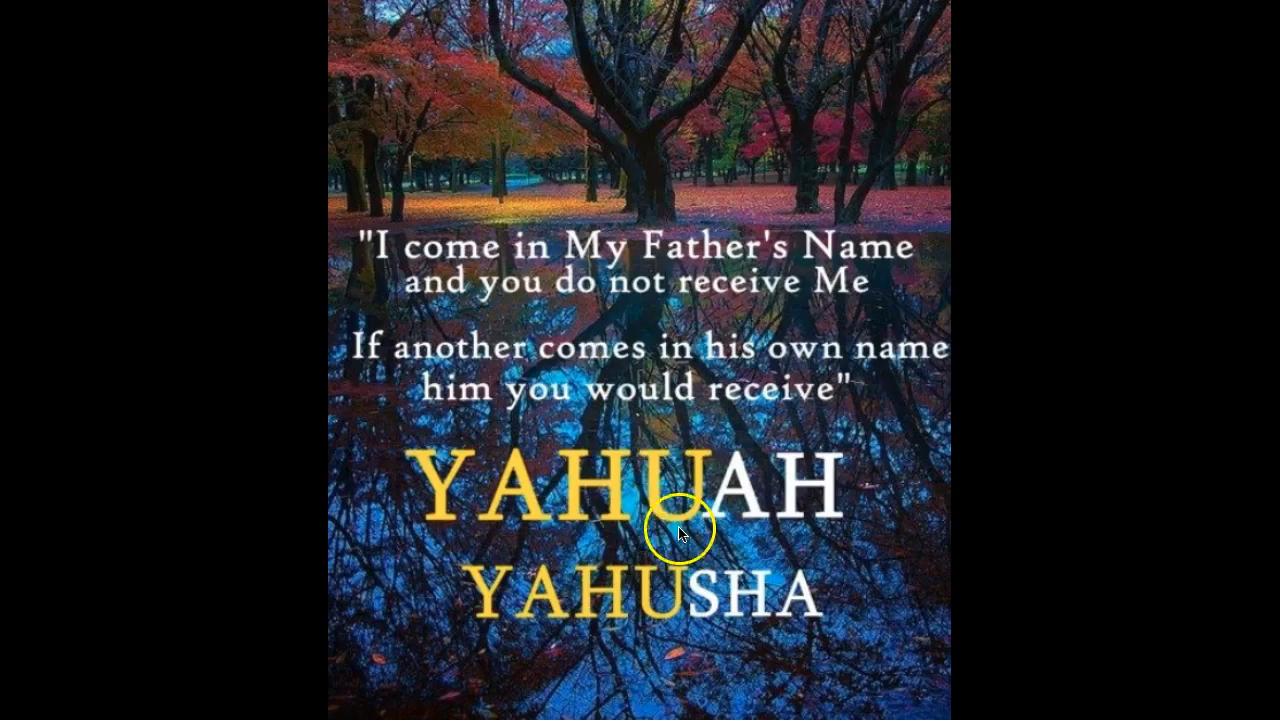 "I come in My Father's Name
and you do not receive Me
If another comes in his own name
him you would receive"
YAHUAH
YAHUSHA